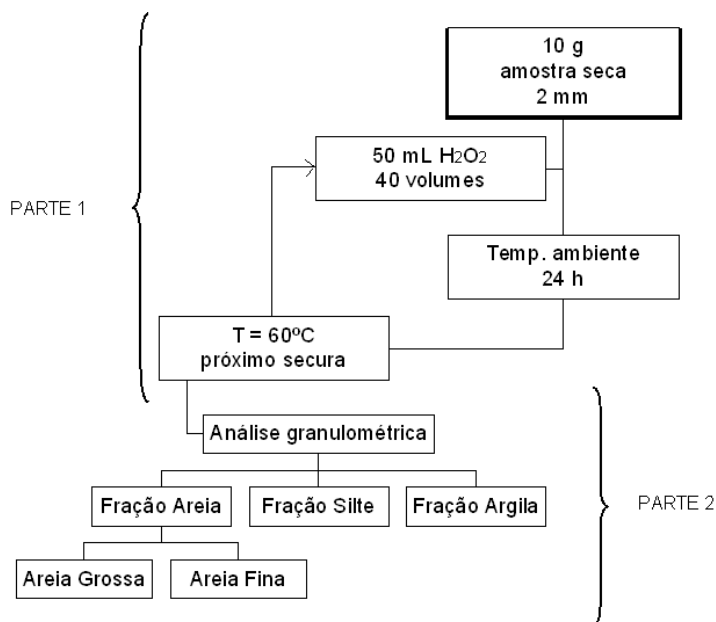 10 g
amostra seca
2 mm
50 mL H2O2
40 volumes
PARTE 1
Temp. ambiente
24 h
T = 60ºC
próximo secura
Análise granulométrica
Fração Areia
Fração Silte
Fração Argila
PARTE 2
Areia Grossa
Areia Fina